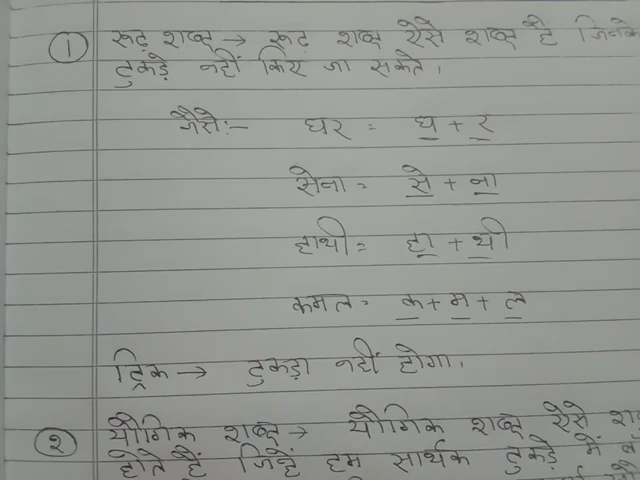 ① रूढ़ शब्द → रूढ़ शब्द ऐसे शब्द हैं जिनके
टुकड़े नहीं किए जा सकते।
जैसे:- घर = घ + र
सेना = से + ना
हाथी = हा + थी
कमल = क + म + ल
ट्रिक → टुकड़ा नहीं होगा।
② यौगिक शब्द → यौगिक शब्द ऐसे
होते हैं जिन्हें हम सार्थक टुकड़े में